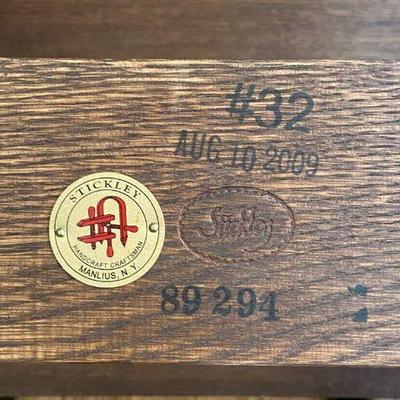 #32
AUG 10.2009
STICKLEY
HANDCRAFT CRAFTSMAN
MANLIUS, N.Y.
Stickley
89 294